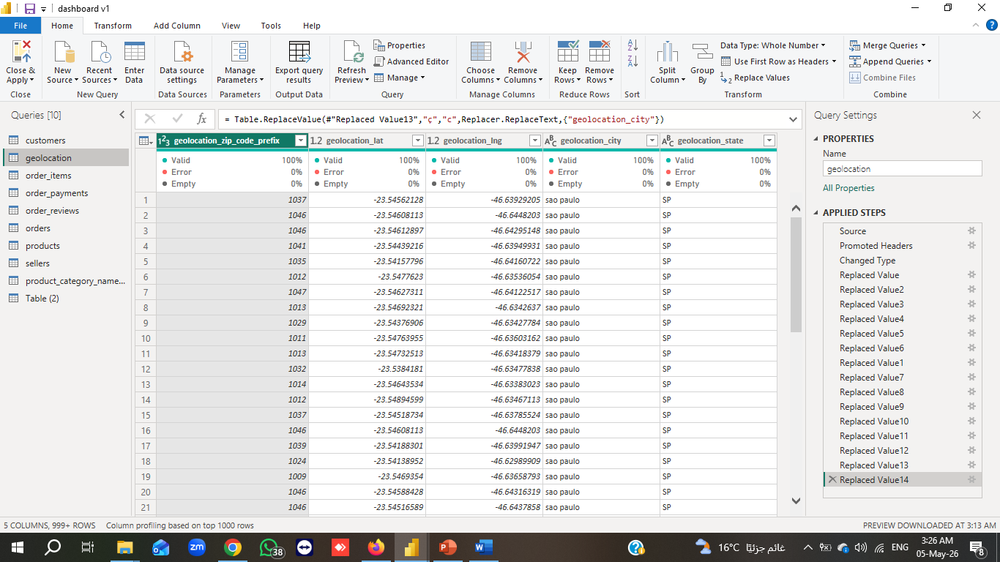 dashboard v1
File Home Transform Add Column View Tools Help
Close & Apply
New Source
Recent Sources
Enter Data
Data source settings
Manage Parameters
Export query results
Refresh Preview
Properties
Advanced Editor
Manage
Choose Columns
Remove Columns
Keep Rows
Remove Rows
Split Column
Group By
Data Type: Whole Number
Use First Row as Headers
Replace Values
Merge Queries
Append Queries
Combine Files
Close New Query Data Sources Parameters Output Data Query Manage Columns Reduce Rows Sort Transform Combine
Queries [10]
customers
geolocation
order_items
order_payments
order_reviews
orders
products
sellers
product_category_name...
Table (2)
fx = Table.ReplaceValue(#"Replaced Value13","ç","c",Replacer.ReplaceText,{"geolocation_city"})
geolocation_zip_code_prefix 1.2 geolocation_lat 1.2 geolocation_lng ABC geolocation_city ABC geolocation_state
Valid 100% Valid 100% Valid 100% Valid 100% Valid 100%
Error 0% Error 0% Error 0% Error 0% Error 0%
Empty 0% Empty 0% Empty 0% Empty 0% Empty 0%
1 1037 -23.54562128 -46.63929205 sao paulo SP
2 1046 -23.54608113 -46.6448203 sao paulo SP
3 1046 -23.54612897 -46.64295148 sao paulo SP
4 1041 -23.54439216 -46.63949931 sao paulo SP
5 1035 -23.54157796 -46.64160722 sao paulo SP
6 1012 -23.5477623 -46.63536054 sao paulo SP
7 1047 -23.54627311 -46.64122517 sao paulo SP
8 1013 -23.54692321 -46.6342637 sao paulo SP
9 1029 -23.54376906 -46.63427784 sao paulo SP
10 1011 -23.54763955 -46.63603162 sao paulo SP
11 1013 -23.54732513 -46.63418379 sao paulo SP
12 1032 -23.5384181 -46.63477838 sao paulo SP
13 1014 -23.54643534 -46.63383023 sao paulo SP
14 1012 -23.54894599 -46.63467113 sao paulo SP
15 1037 -23.54518734 -46.63785524 sao paulo SP
16 1046 -23.54608113 -46.6448203 sao paulo SP
17 1039 -23.54188301 -46.63991947 sao paulo SP
18 1024 -23.54138952 -46.62989909 sao paulo SP
19 1009 -23.5469354 -46.63658793 sao paulo SP
20 1046 -23.54588428 -46.64316319 sao paulo SP
21 1046 -23.54516589 -46.6437858 sao paulo SP
Query Settings
PROPERTIES
Name
geolocation
All Properties
APPLIED STEPS
Source
Promoted Headers
Changed Type
Replaced Value
Replaced Value2
Replaced Value3
Replaced Value4
Replaced Value5
Replaced Value6
Replaced Value1
Replaced Value7
Replaced Value8
Replaced Value9
Replaced Value10
Replaced Value11
Replaced Value12
Replaced Value13
Replaced Value14
5 COLUMNS, 999+ ROWS Column profiling based on top 1000 rows PREVIEW DOWNLOADED AT 3:13 AM
zm 38 16°C غائم جزئيًا ENG 3:26 AM
05-May-26 8